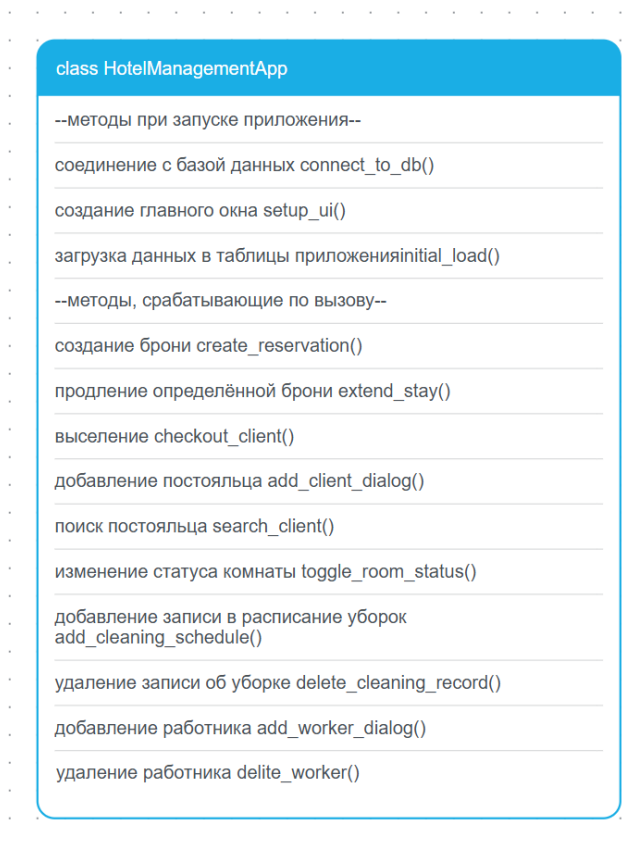 class HotelManagementApp
--методы при запуске приложения--
соединение с базой данных connect_to_db()
создание главного окна setup_ui()
загрузка данных в таблицы приложенияinitial_load()
--методы, срабатывающие по вызову--
создание брони create_reservation()
продление определённой брони extend_stay()
выселение checkout_client()
добавление постояльца add_client_dialog()
поиск постояльца search_client()
изменение статуса комнаты toggle_room_status()
добавление записи в расписание уборок
add_cleaning_schedule()
удаление записи об уборке delete_cleaning_record()
добавление работника add_worker_dialog()
удаление работника delite_worker()